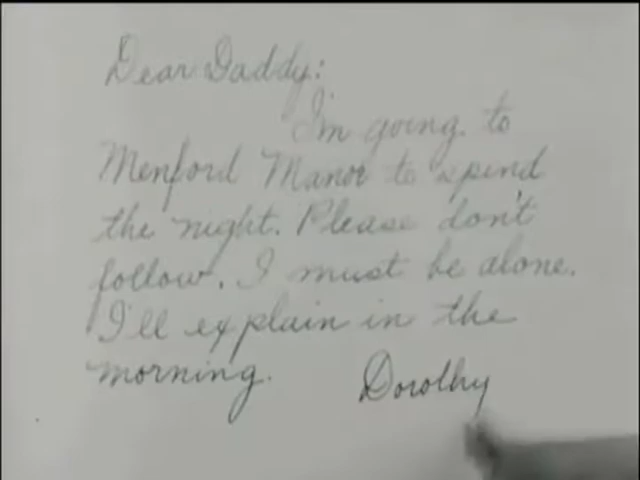 Dear Daddy:
I'm going to
Menford Manor to spend
the night. Please don't
follow. I must be alone.
I'll explain in the
morning. Dorothy